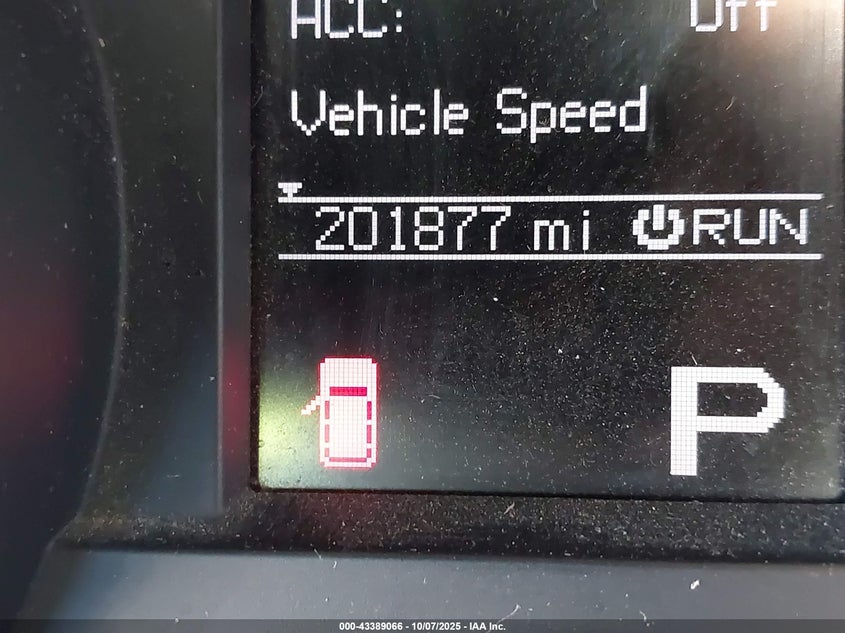 ACC: Off
Vehicle Speed
201877 mi RUN
P
000-43389066 - 10/07/2025 - IAA Inc.